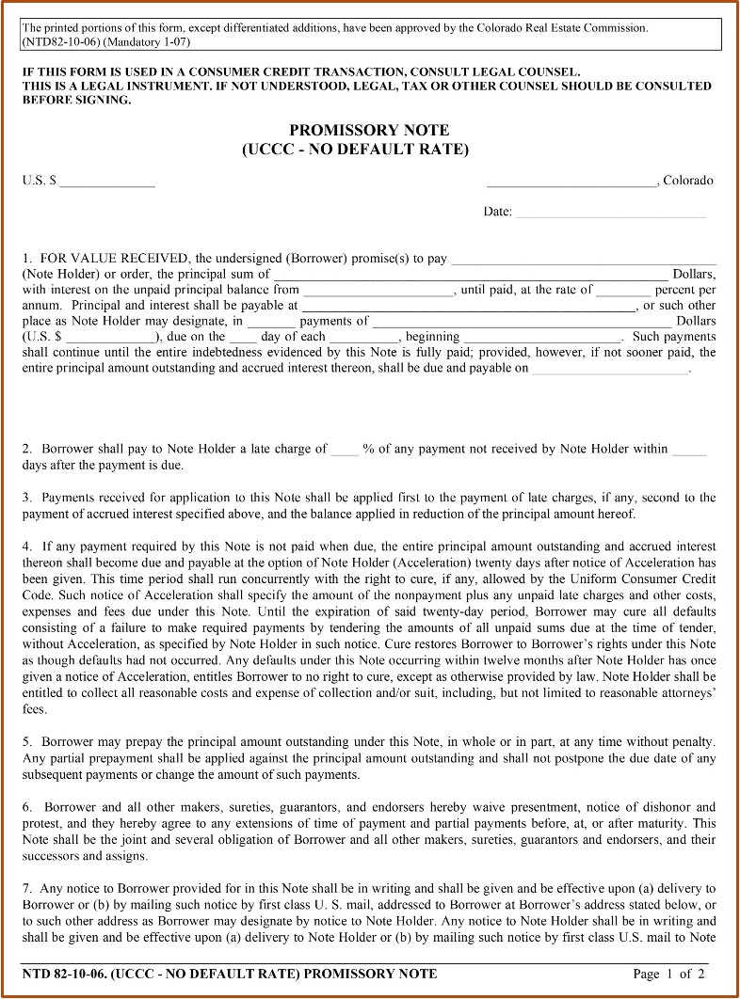 The printed portions of this form, except differentiated additions, have been approved by the Colorado Real Estate Commission.
(NTD82-10-06) (Mandatory 1-07)
IF THIS FORM IS USED IN A CONSUMER CREDIT TRANSACTION, CONSULT LEGAL COUNSEL.
THIS IS A LEGAL INSTRUMENT. IF NOT UNDERSTOOD, LEGAL, TAX OR OTHER COUNSEL SHOULD BE CONSULTED
BEFORE SIGNING.
PROMISSORY NOTE
(UCCC - NO DEFAULT RATE)
U.S. $ ______________ _________________________, Colorado
Date: ____________________________
1. FOR VALUE RECEIVED, the undersigned (Borrower) promise(s) to pay _______________________________________
(Note Holder) or order, the principal sum of __________________________________________________________ Dollars,
with interest on the unpaid principal balance from ______________________, until paid, at the rate of ________ percent per
annum. Principal and interest shall be payable at _________________________________________________, or such other
place as Note Holder may designate, in _______ payments of ____________________________________________ Dollars
(U.S. $ _____________), due on the ____ day of each __________, beginning _______________________. Such payments
shall continue until the entire indebtedness evidenced by this Note is fully paid; provided, however, if not sooner paid, the
entire principal amount outstanding and accrued interest thereon, shall be due and payable on _______________________.
2. Borrower shall pay to Note Holder a late charge of ____ % of any payment not received by Note Holder within _____
days after the payment is due.
3. Payments received for application to this Note shall be applied first to the payment of late charges, if any, second to the
payment of accrued interest specified above, and the balance applied in reduction of the principal amount hereof.
4. If any payment required by this Note is not paid when due, the entire principal amount outstanding and accrued interest
thereon shall become due and payable at the option of Note Holder (Acceleration) twenty days after notice of Acceleration has
been given. This time period shall run concurrently with the right to cure, if any, allowed by the Uniform Consumer Credit
Code. Such notice of Acceleration shall specify the amount of the nonpayment plus any unpaid late charges and other costs,
expenses and fees due under this Note. Until the expiration of said twenty-day period, Borrower may cure all defaults
consisting of a failure to make required payments by tendering the amounts of all unpaid sums due at the time of tender,
without Acceleration, as specified by Note Holder in such notice. Cure restores Borrower to Borrower's rights under this Note
as though defaults had not occurred. Any defaults under this Note occurring within twelve months after Note Holder has once
given a notice of Acceleration, entitles Borrower to no right to cure, except as otherwise provided by law. Note Holder shall be
entitled to collect all reasonable costs and expense of collection and/or suit, including, but not limited to reasonable attorneys'
fees.
5. Borrower may prepay the principal amount outstanding under this Note, in whole or in part, at any time without penalty.
Any partial prepayment shall be applied against the principal amount outstanding and shall not postpone the due date of any
subsequent payments or change the amount of such payments.
6. Borrower and all other makers, sureties, guarantors, and endorsers hereby waive presentment, notice of dishonor and
protest, and they hereby agree to any extensions of time of payment and partial payments before, at, or after maturity. This
Note shall be the joint and several obligation of Borrower and all other makers, sureties, guarantors and endorsers, and their
successors and assigns.
7. Any notice to Borrower provided for in this Note shall be in writing and shall be given and be effective upon (a) delivery to
Borrower or (b) by mailing such notice by first class U. S. mail, addressed to Borrower at Borrower's address stated below, or
to such other address as Borrower may designate by notice to Note Holder. Any notice to Note Holder shall be in writing and
shall be given and be effective upon (a) delivery to Note Holder or (b) by mailing such notice by first class U.S. mail to Note
NTD 82-10-06. (UCCC - NO DEFAULT RATE) PROMISSORY NOTE Page 1 of 2